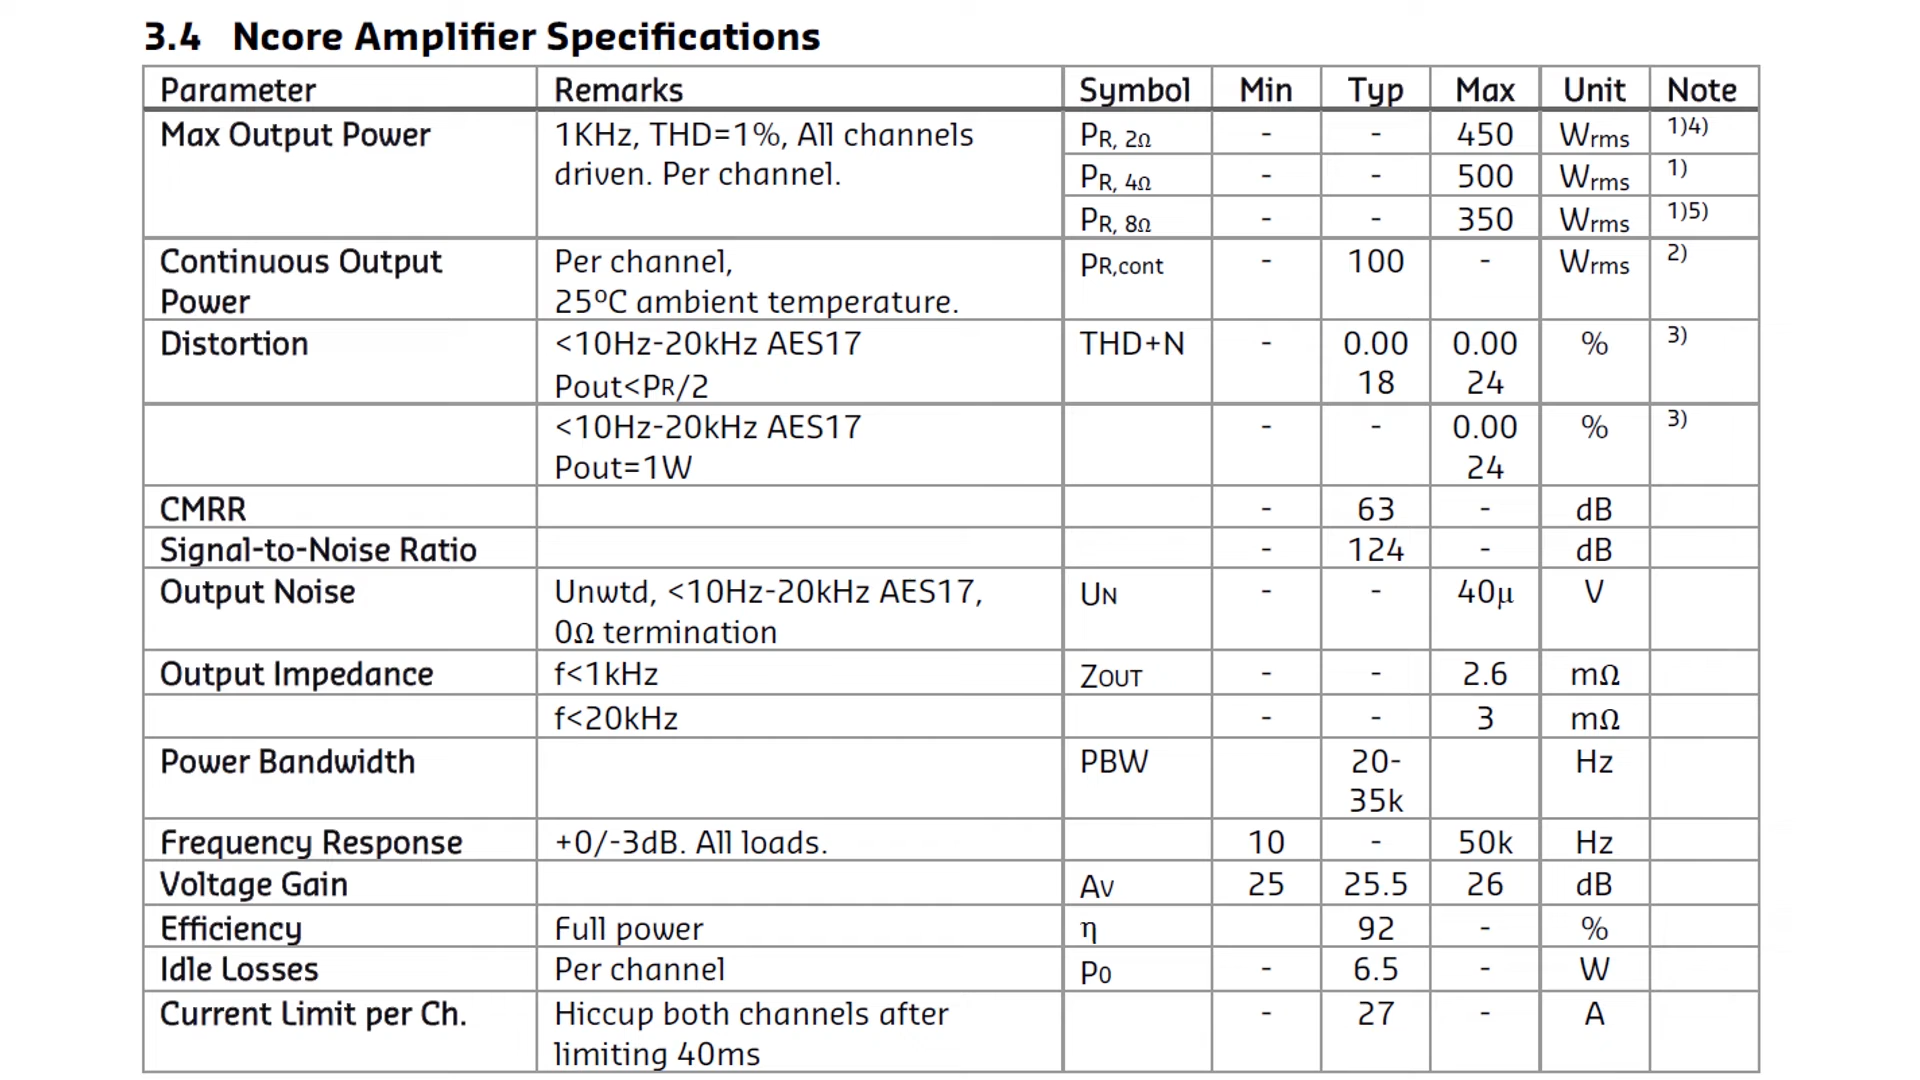 3.4 Ncore Amplifier Specifications
Parameter Remarks Symbol Min Typ Max Unit Note
Max Output Power 1KHz, THD=1%, All channels PR, 2Ω - - 450 Wrms 1)4)
driven. Per channel. PR, 4Ω - - 500 Wrms 1)
PR, 8Ω - - 350 Wrms 1)5)
Continuous Output Per channel, PR,cont - 100 - Wrms 2)
Power 25ºC ambient temperature.
Distortion <10Hz-20kHz AES17 THD+N - 0.00 0.00 % 3)
Pout<PR/2 18 24
<10Hz-20kHz AES17 - - 0.00 % 3)
Pout=1W 24
CMRR - 63 - dB
Signal-to-Noise Ratio - 124 - dB
Output Noise Unwtd, <10Hz-20kHz AES17, UN - - 40μ V
0Ω termination
Output Impedance f<1kHz ZOUT - - 2.6 mΩ
f<20kHz - - 3 mΩ
Power Bandwidth PBW 20- Hz
35k
Frequency Response +0/-3dB. All loads. 10 - 50k Hz
Voltage Gain AV 25 25.5 26 dB
Efficiency Full power η 92 - %
Idle Losses Per channel P0 - 6.5 - W
Current Limit per Ch. Hiccup both channels after - 27 - A
limiting 40ms